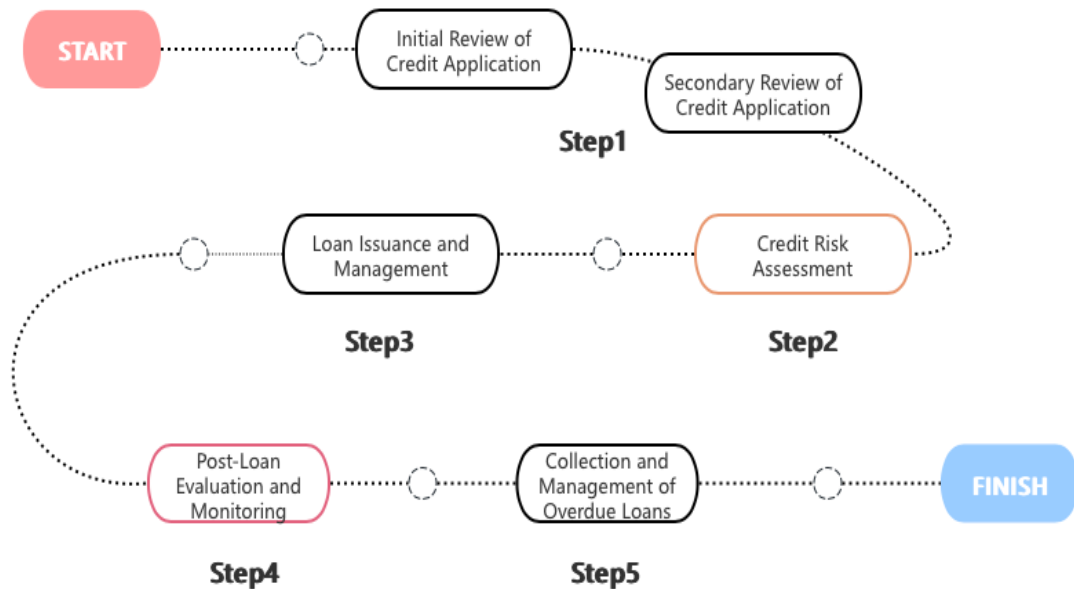 START
Initial Review of
Credit Application
Secondary Review of
Credit Application
Step1
Loan Issuance and
Management
Credit Risk
Assessment
Step3
Step2
Post-Loan
Evaluation and
Monitoring
Collection and
Management of
Overdue Loans
FINISH
Step4
Step5